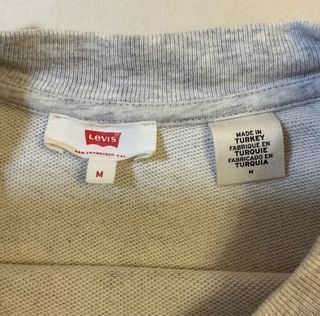 Levi's
SAN FRANCISCO, CAL
M
MADE IN
TURKEY
FABRIQUE EN
TURQUIE
FABRICADO EN
TURQUIA
M